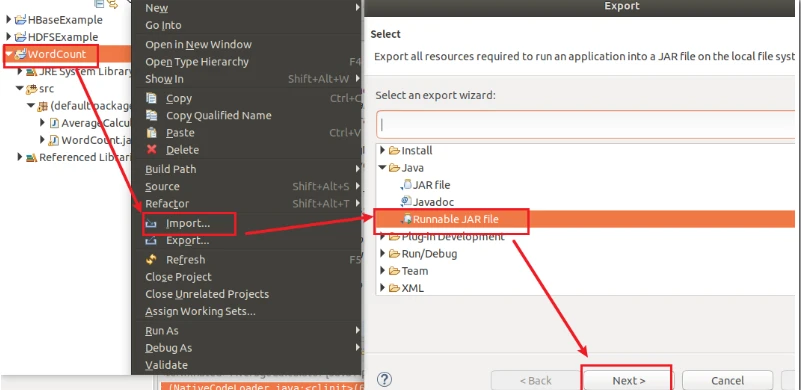 HBaseExample
HDFSExample
WordCount
JRE System Library
src
(default package
AverageCalcu
WordCount.ja
Referenced Librari
New
Go Into
Open in New Window
Open Type Hierarchy F4
Show In Shift+Alt+W
Copy Ctrl+C
Copy Qualified Name
Paste Ctrl+V
Delete
Build Path
Source Shift+Alt+S
Refactor Shift+Alt+T
Import...
Export...
Refresh F5
Close Project
Close Unrelated Projects
Assign Working Sets...
Run As
Debug As
Validate
Export
Select
Export all resources required to run an application into a JAR file on the local file syst
Select an export wizard:
Install
Java
JAR file
Javadoc
Runnable JAR file
Plug-in Development
Run/Debug
Team
XML
?
< Back
Next >
Cancel